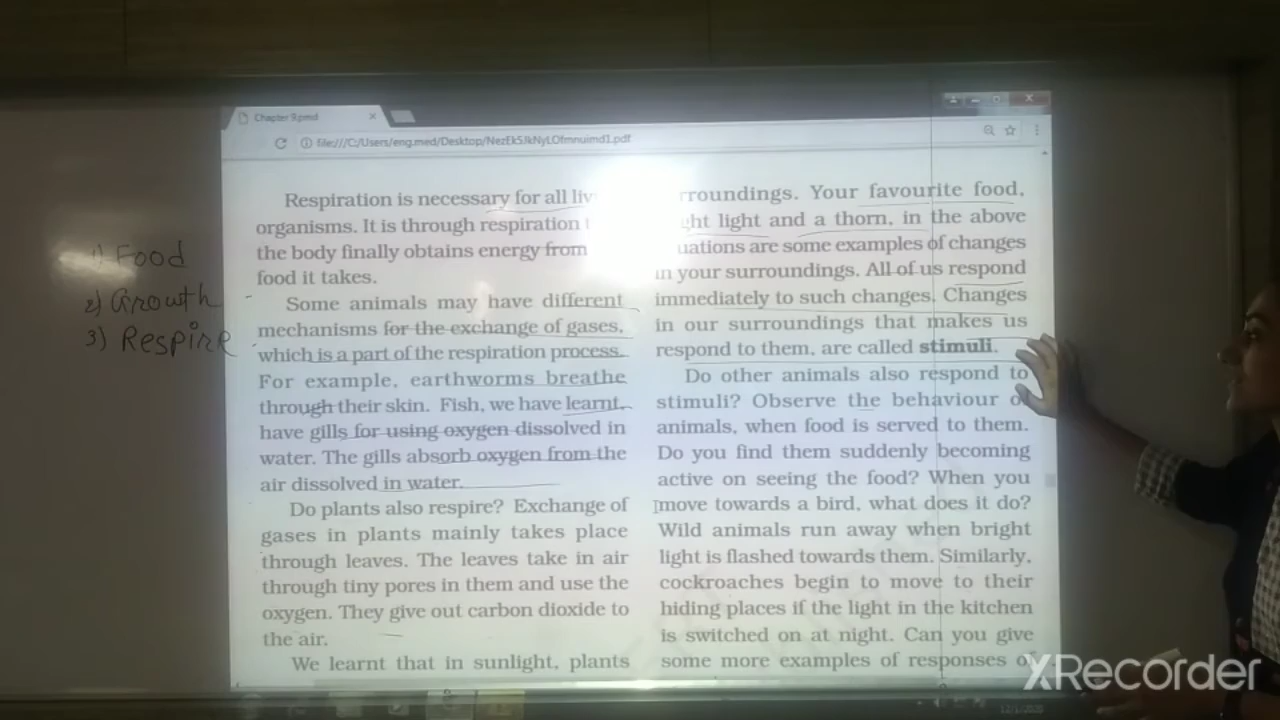 Chapter 9.pmd
file:///C:/Users/eng.med/Desktop/
1) Food
2) Growth
3) Respire
Respiration is necessary for all
organisms. It is through respiration
the body finally obtains energy from
food it takes.
Some animals may have different
mechanisms for the exchange of gases,
which is a part of the respiration process.
For example, earthworms breathe
through their skin. Fish, we have learnt,
have gills for using oxygen dissolved in
water. The gills absorb oxygen from the
air dissolved in water.
Do plants also respire? Exchange of
gases in plants mainly takes place
through leaves. The leaves take in air
through tiny pores in them and use the
oxygen. They give out carbon dioxide to
the air.
We learnt that in sunlight, plants
rroundings. Your favourite food,
ght light and a thorn, in the above
uations are some examples of changes
in your surroundings. All of us respond
immediately to such changes. Changes
in our surroundings that makes us
respond to them, are called stimuli.
Do other animals also respond to
stimuli? Observe the behaviour o
animals, when food is served to them.
Do you find them suddenly becoming
active on seeing the food? When you
move towards a bird, what does it do?
Wild animals run away when bright
light is flashed towards them. Similarly,
cockroaches begin to move to their
hiding places if the light in the kitchen
is switched on at night. Can you give
some more examples of responses of
XRecorder